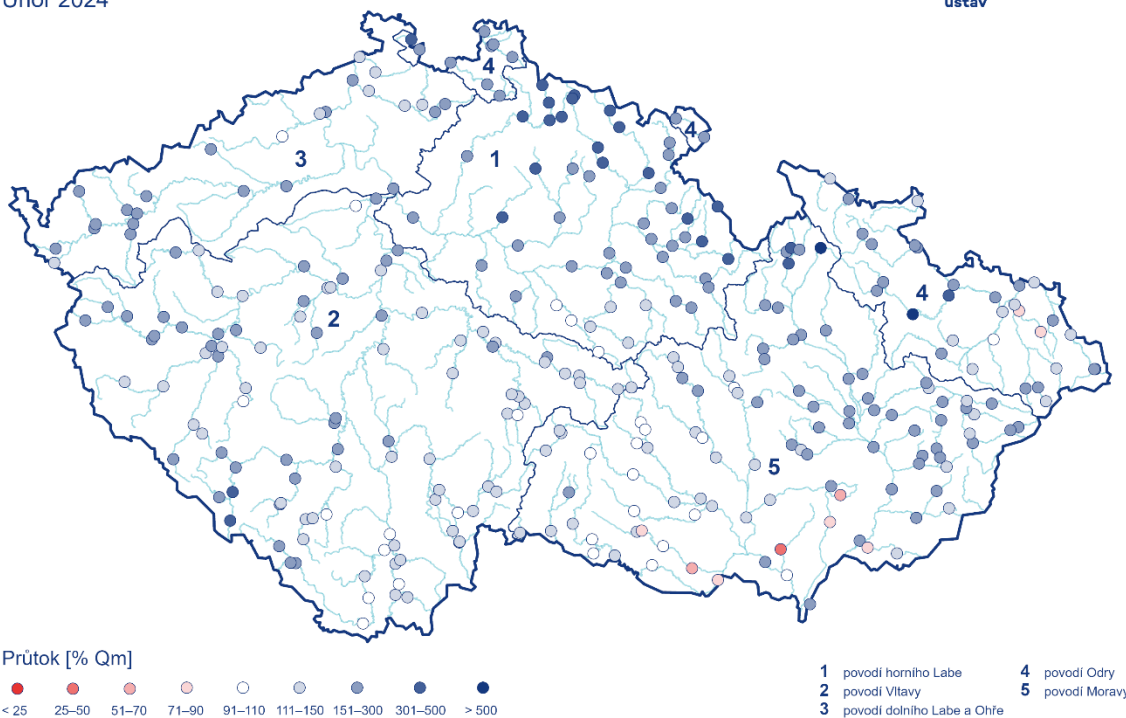 Únor 2024
ústav
4
4
3
1
4
2
5
Průtok [% Qm]
< 25 25–50 51–70 71–90 91–110 111–150 151–300 301–500 > 500
1 povodí horního Labe
2 povodí Vltavy
3 povodí dolního Labe a Ohře
4 povodí Odry
5 povodí Moravy